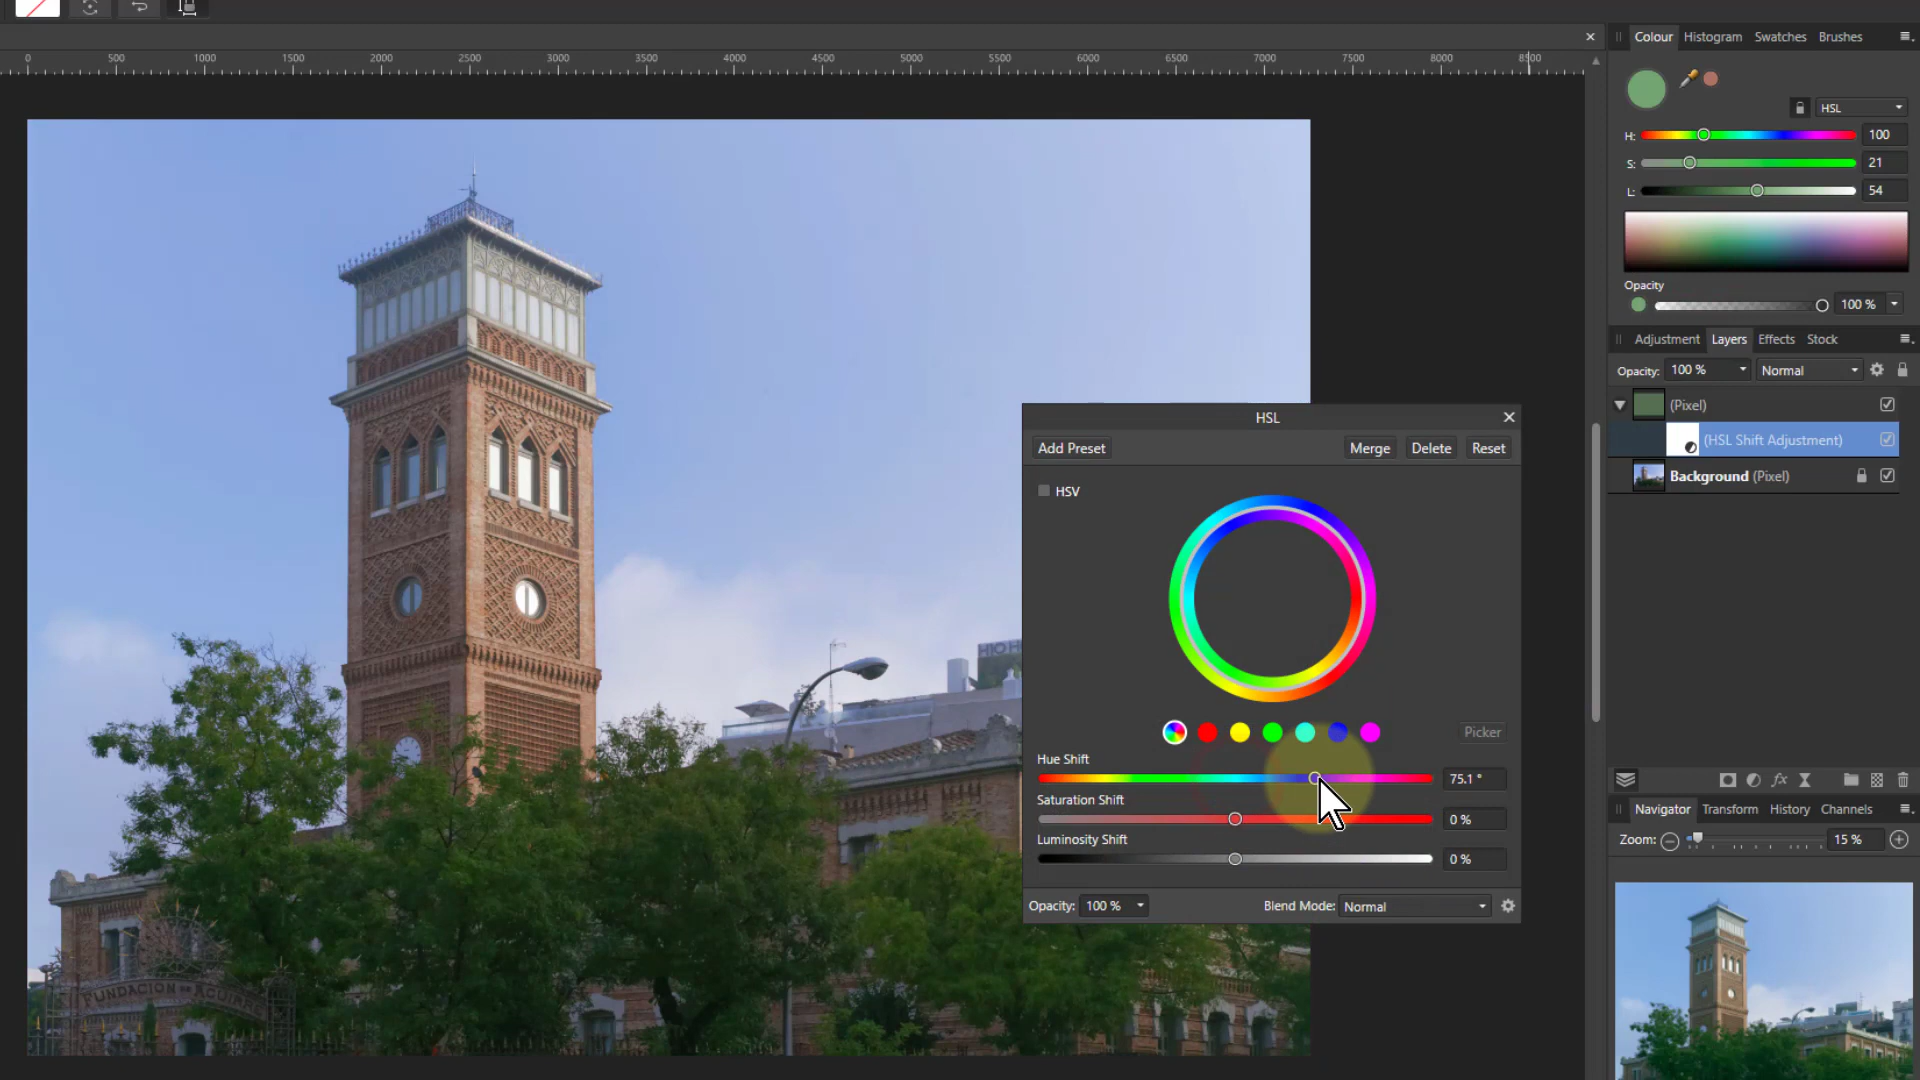 0 500 1000 1500 2000 2500 3000 3500 4000 4500 5000 5500 6000 6500 7000 7500 8000 8500
Colour Histogram Swatches Brushes
HSL
H: 100
S: 21
L: 54
Opacity
100 %
Adjustment Layers Effects Stock
Opacity: 100 % Normal
(Pixel)
(HSL Shift Adjustment)
Background (Pixel)
HSL
Add Preset Merge Delete Reset
HSV
Picker
Hue Shift
75.1 °
Saturation Shift
0 %
Luminosity Shift
0 %
Opacity: 100 % Blend Mode: Normal
Navigator Transform History Channels
Zoom: 15 %
FUNDACION DE AGUIRRE